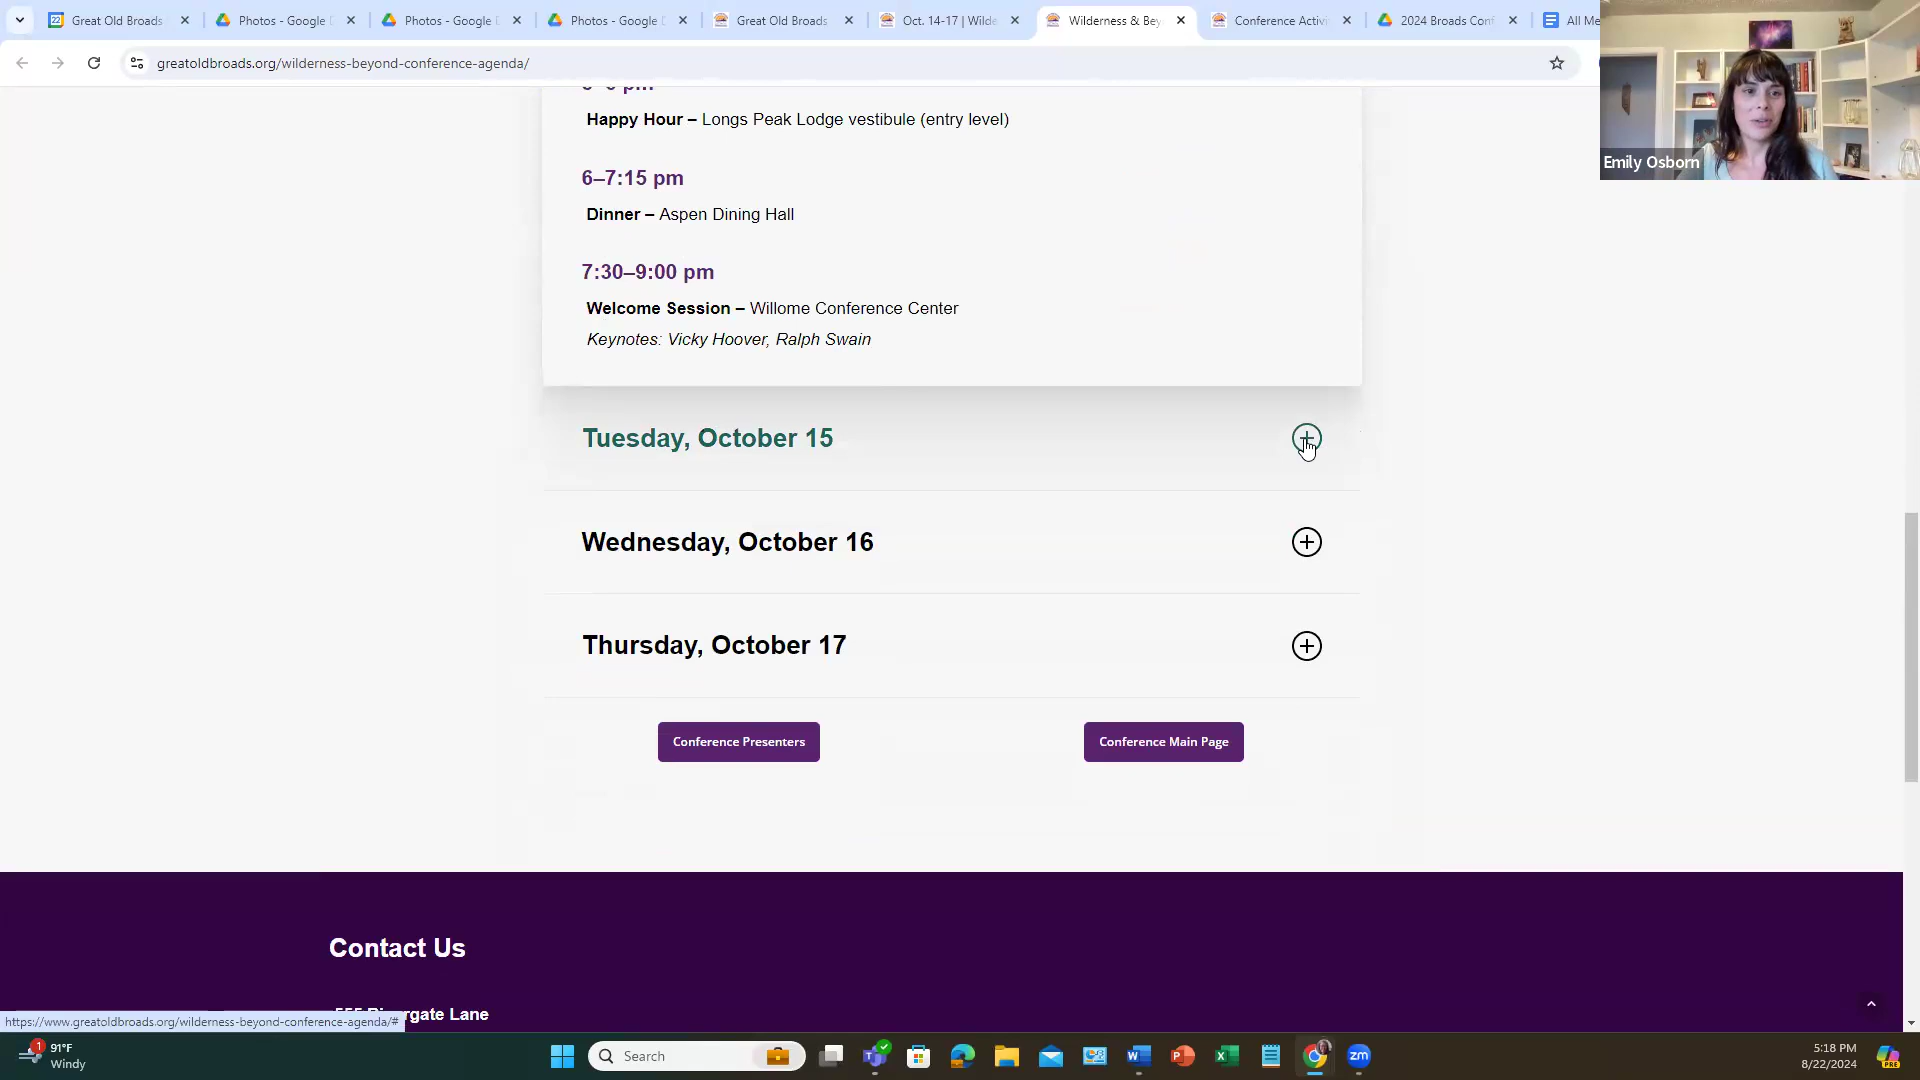 Great Old Broads
Photos - Google
Photos - Google
Photos - Google
Great Old Broads
Oct. 14-17 | Wilde
Wilderness & Bey
Conference Activi
2024 Broads Conf
All Me
greatoldbroads.org/wilderness-beyond-conference-agenda/
Emily Osborn
Happy Hour – Longs Peak Lodge vestibule (entry level)
6–7:15 pm
Dinner – Aspen Dining Hall
7:30–9:00 pm
Welcome Session – Willome Conference Center
Keynotes: Vicky Hoover, Ralph Swain
Tuesday, October 15
Wednesday, October 16
Thursday, October 17
Conference Presenters
Conference Main Page
Contact Us
gate Lane
https://www.greatoldbroads.org/wilderness-beyond-conference-agenda/#
1
91°F
Windy
Search
5:18 PM
8/22/2024